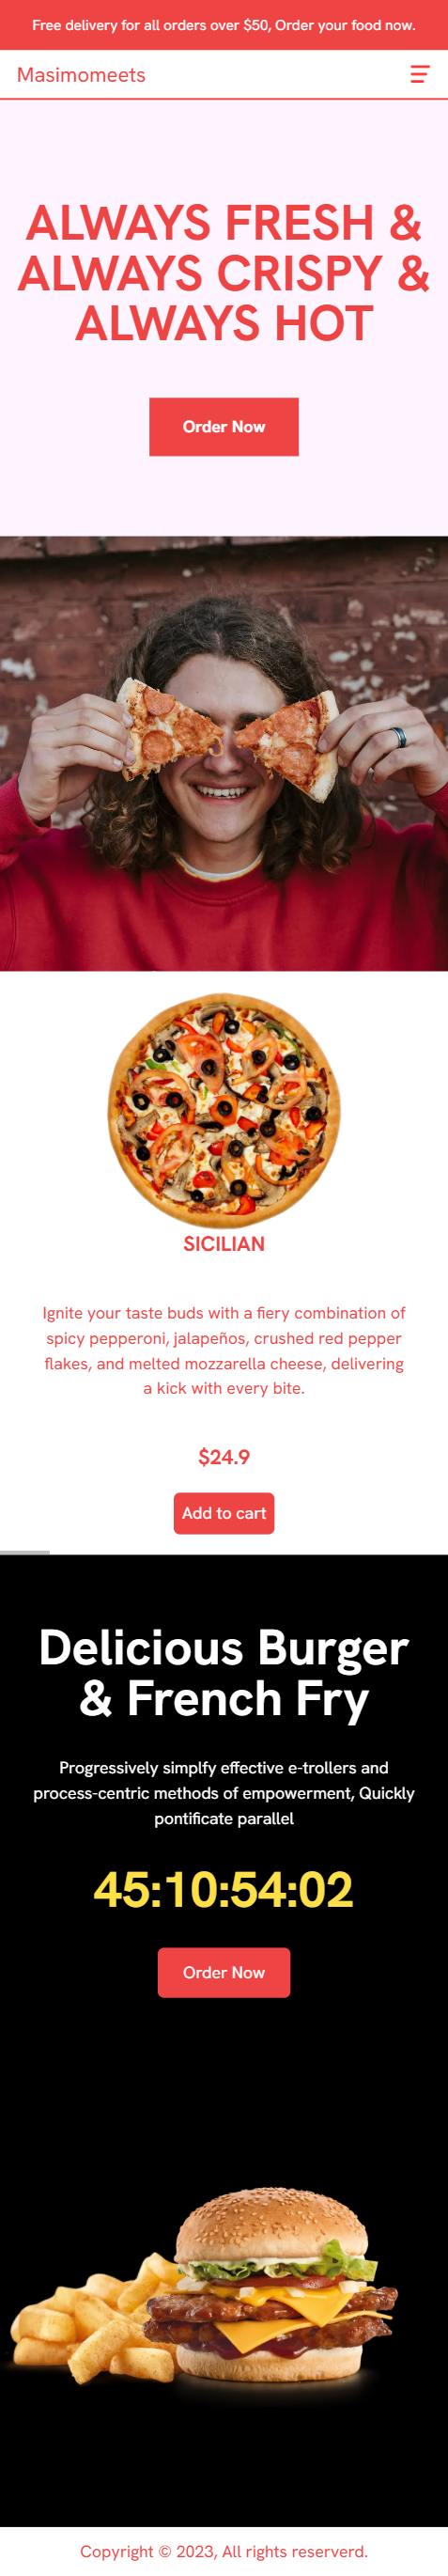 Free delivery for all orders over $50, Order your food now.
Masimomeets
ALWAYS FRESH &
ALWAYS CRISPY &
ALWAYS HOT
Order Now
SICILIAN
Ignite your taste buds with a fiery combination of
spicy pepperoni, jalapeños, crushed red pepper
flakes, and melted mozzarella cheese, delivering
a kick with every bite.
$24.9
Add to cart
Delicious Burger
& French Fry
Progressively simplfy effective e-trollers and
process-centric methods of empowerment, Quickly
pontificate parallel
45:10:54:02
Order Now
Copyright © 2023, All rights reserverd.